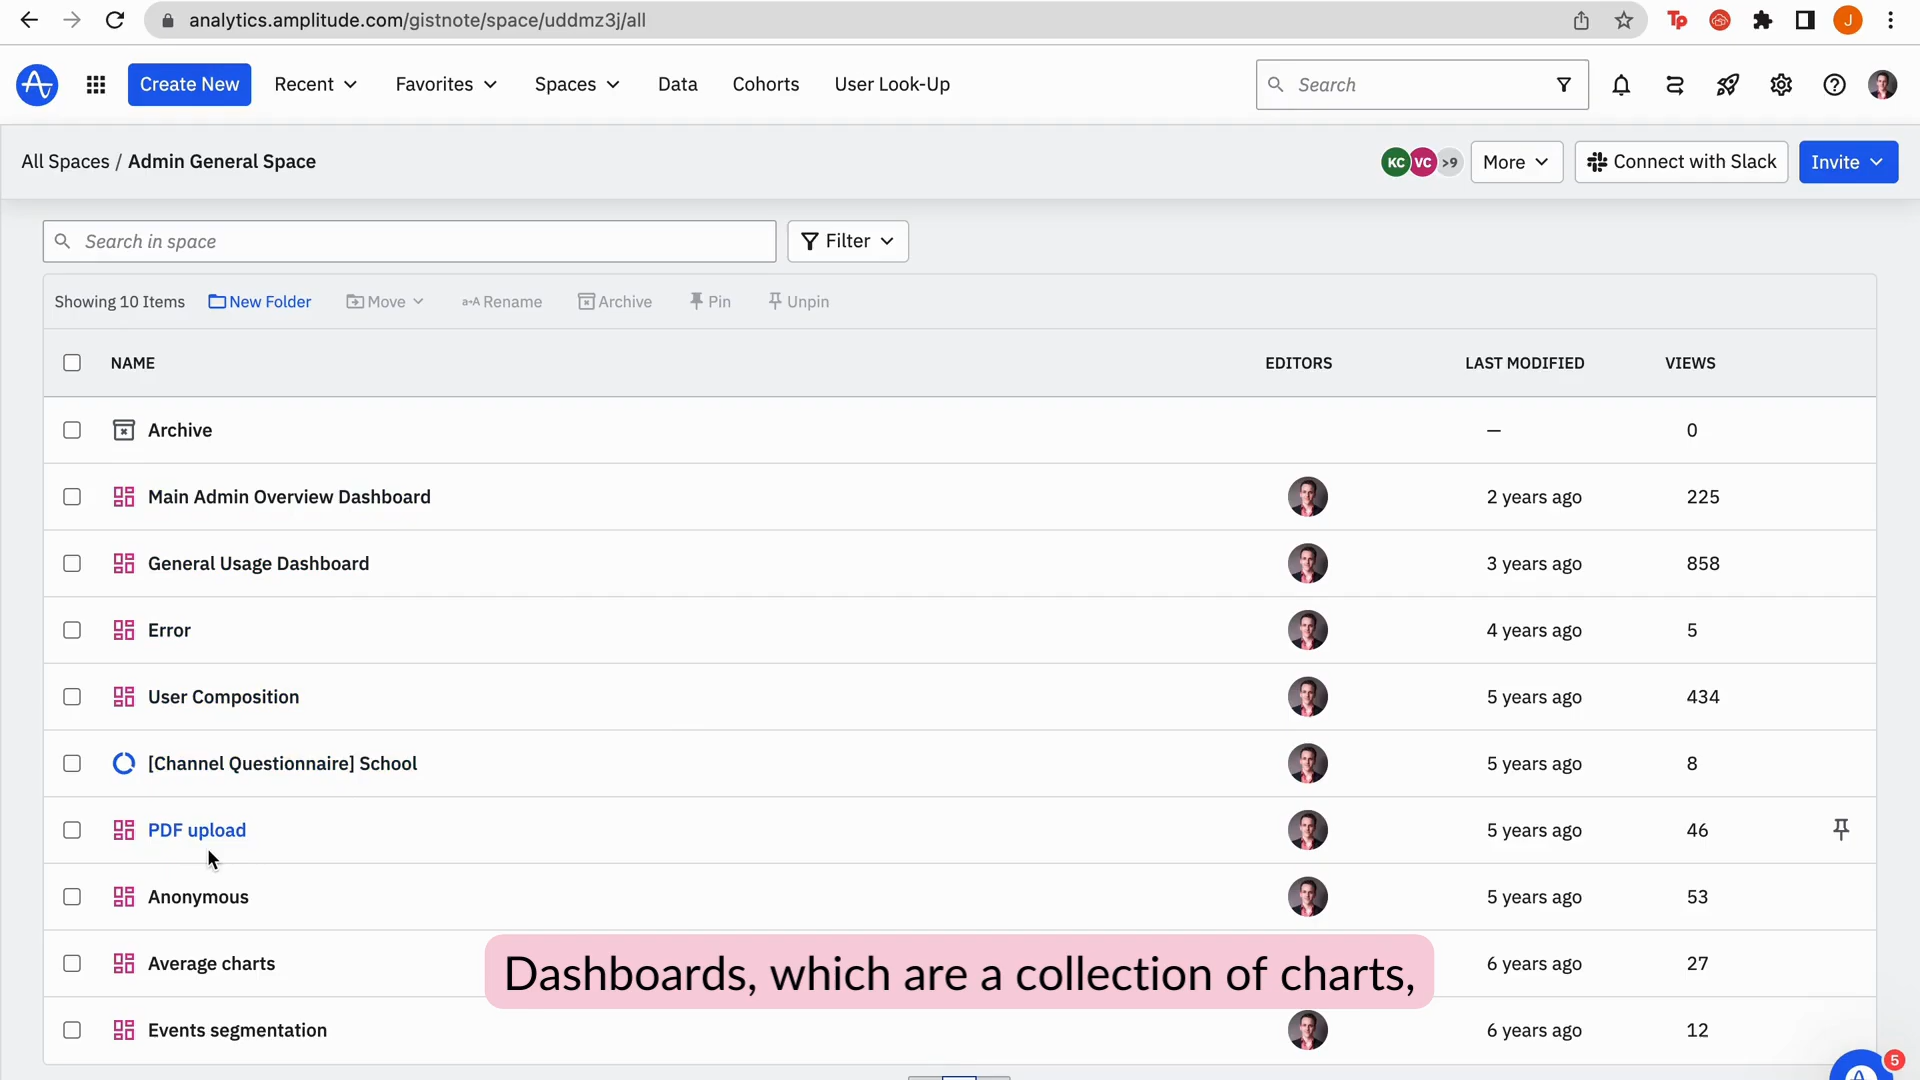 analytics.amplitude.com/gistnote/space/uddmz3j/all
Tp
J
Create New
Recent
Favorites
Spaces
Data
Cohorts
User Look-Up
Search
All Spaces / Admin General Space
KC
VC
>9
More
Connect with Slack
Invite
Search in space
Filter
Showing 10 Items
New Folder
Move
a-A Rename
Archive
Pin
Unpin
NAME EDITORS LAST MODIFIED VIEWS
Archive — 0
Main Admin Overview Dashboard 2 years ago 225
General Usage Dashboard 3 years ago 858
Error 4 years ago 5
User Composition 5 years ago 434
[Channel Questionnaire] School 5 years ago 8
PDF upload 5 years ago 46
Anonymous 5 years ago 53
Average charts 6 years ago 27
Dashboards, which are a collection of charts,
Events segmentation 6 years ago 12
5